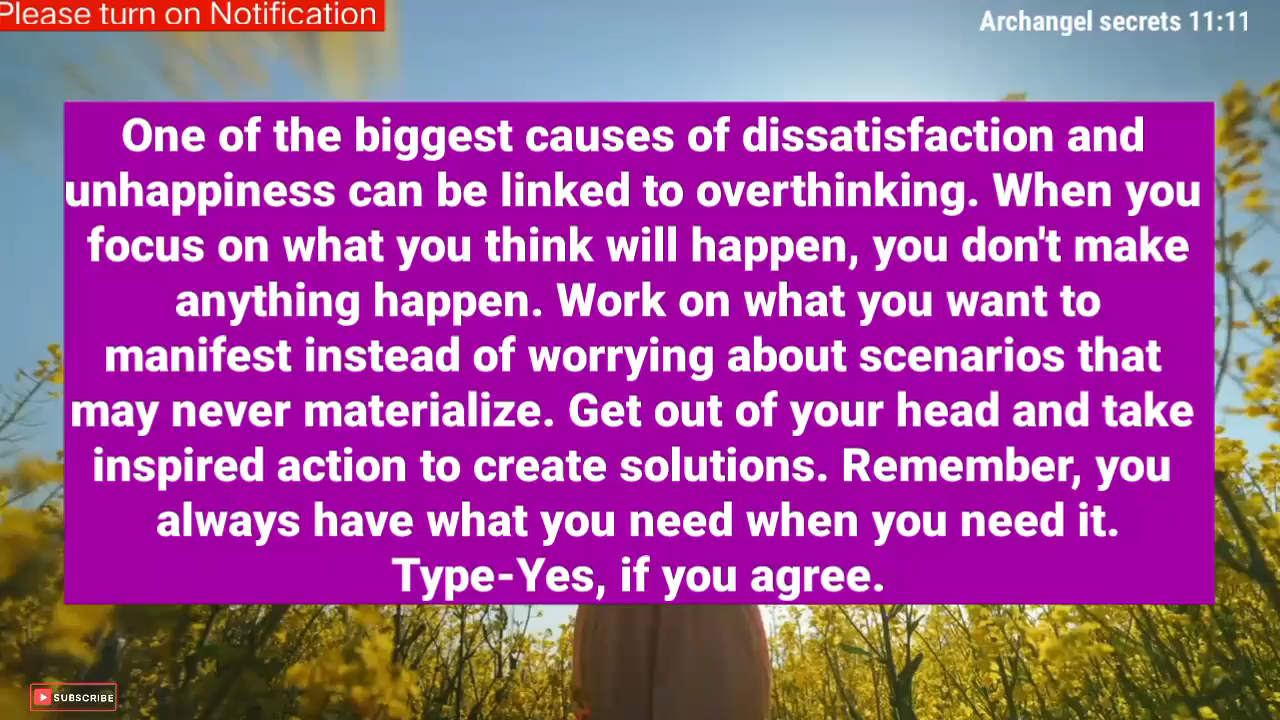 Please turn on Notification
Archangel secrets 11:11
One of the biggest causes of dissatisfaction and
unhappiness can be linked to overthinking. When you
focus on what you think will happen, you don't make
anything happen. Work on what you want to
manifest instead of worrying about scenarios that
may never materialize. Get out of your head and take
inspired action to create solutions. Remember, you
always have what you need when you need it.
Type-Yes, if you agree.
SUBSCRIBE